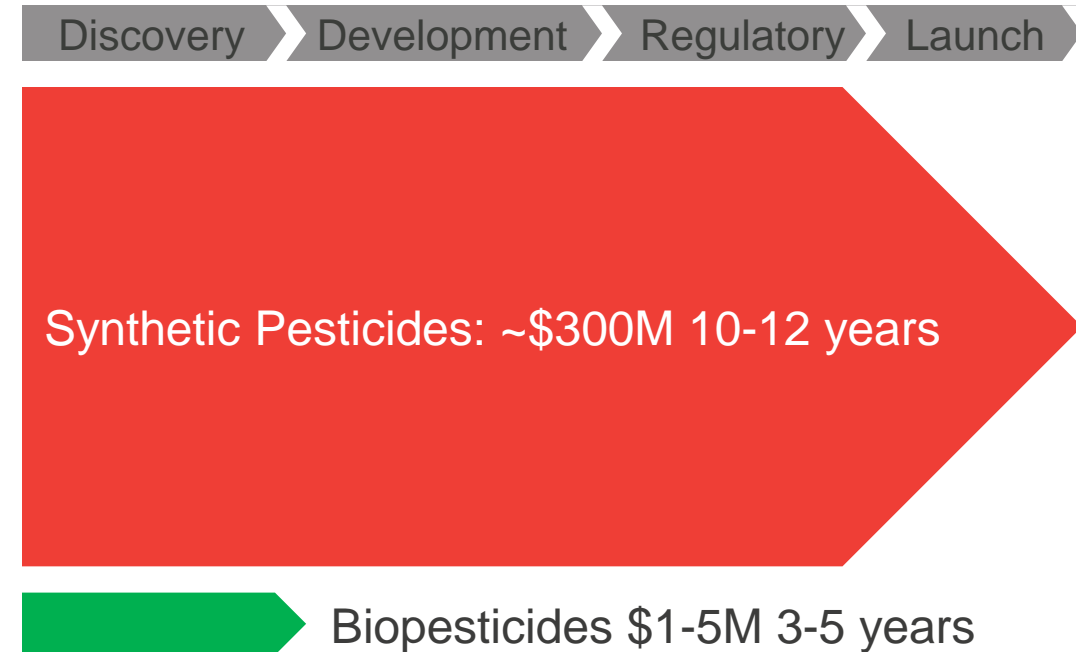 Discovery Development Regulatory Launch
Synthetic Pesticides: ~$300M 10-12 years
Biopesticides $1-5M 3-5 years